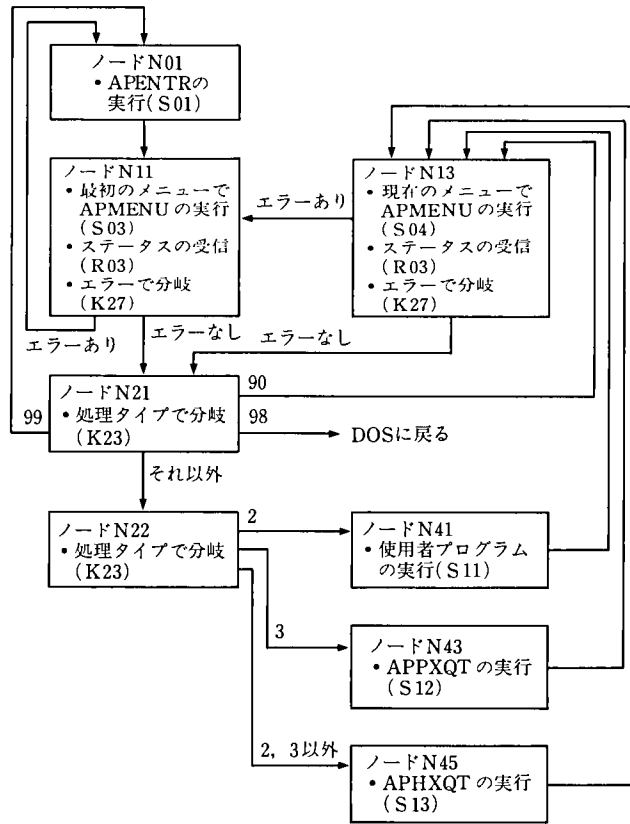 ノードN01
• APENTRの
実行(S01)
ノードN11
• 最初のメニューで
APMENUの実行
(S03)
• ステータスの受信
(R03)
• エラーで分岐
(K27)
ノードN13
• 現在のメニューで
APMENUの実行
(S04)
• ステータスの受信
(R03)
• エラーで分岐
(K27)
エラーあり
エラーあり
エラーなし
エラーなし
ノードN21
• 処理タイプで分岐
(K23)
99
90
98
DOSに戻る
それ以外
ノードN22
• 処理タイプで分岐
(K23)
2
ノードN41
• 使用者プログラム
の実行(S11)
3
ノードN43
• APPXQTの実行
(S12)
2, 3以外
ノードN45
• APHXQTの実行
(S13)